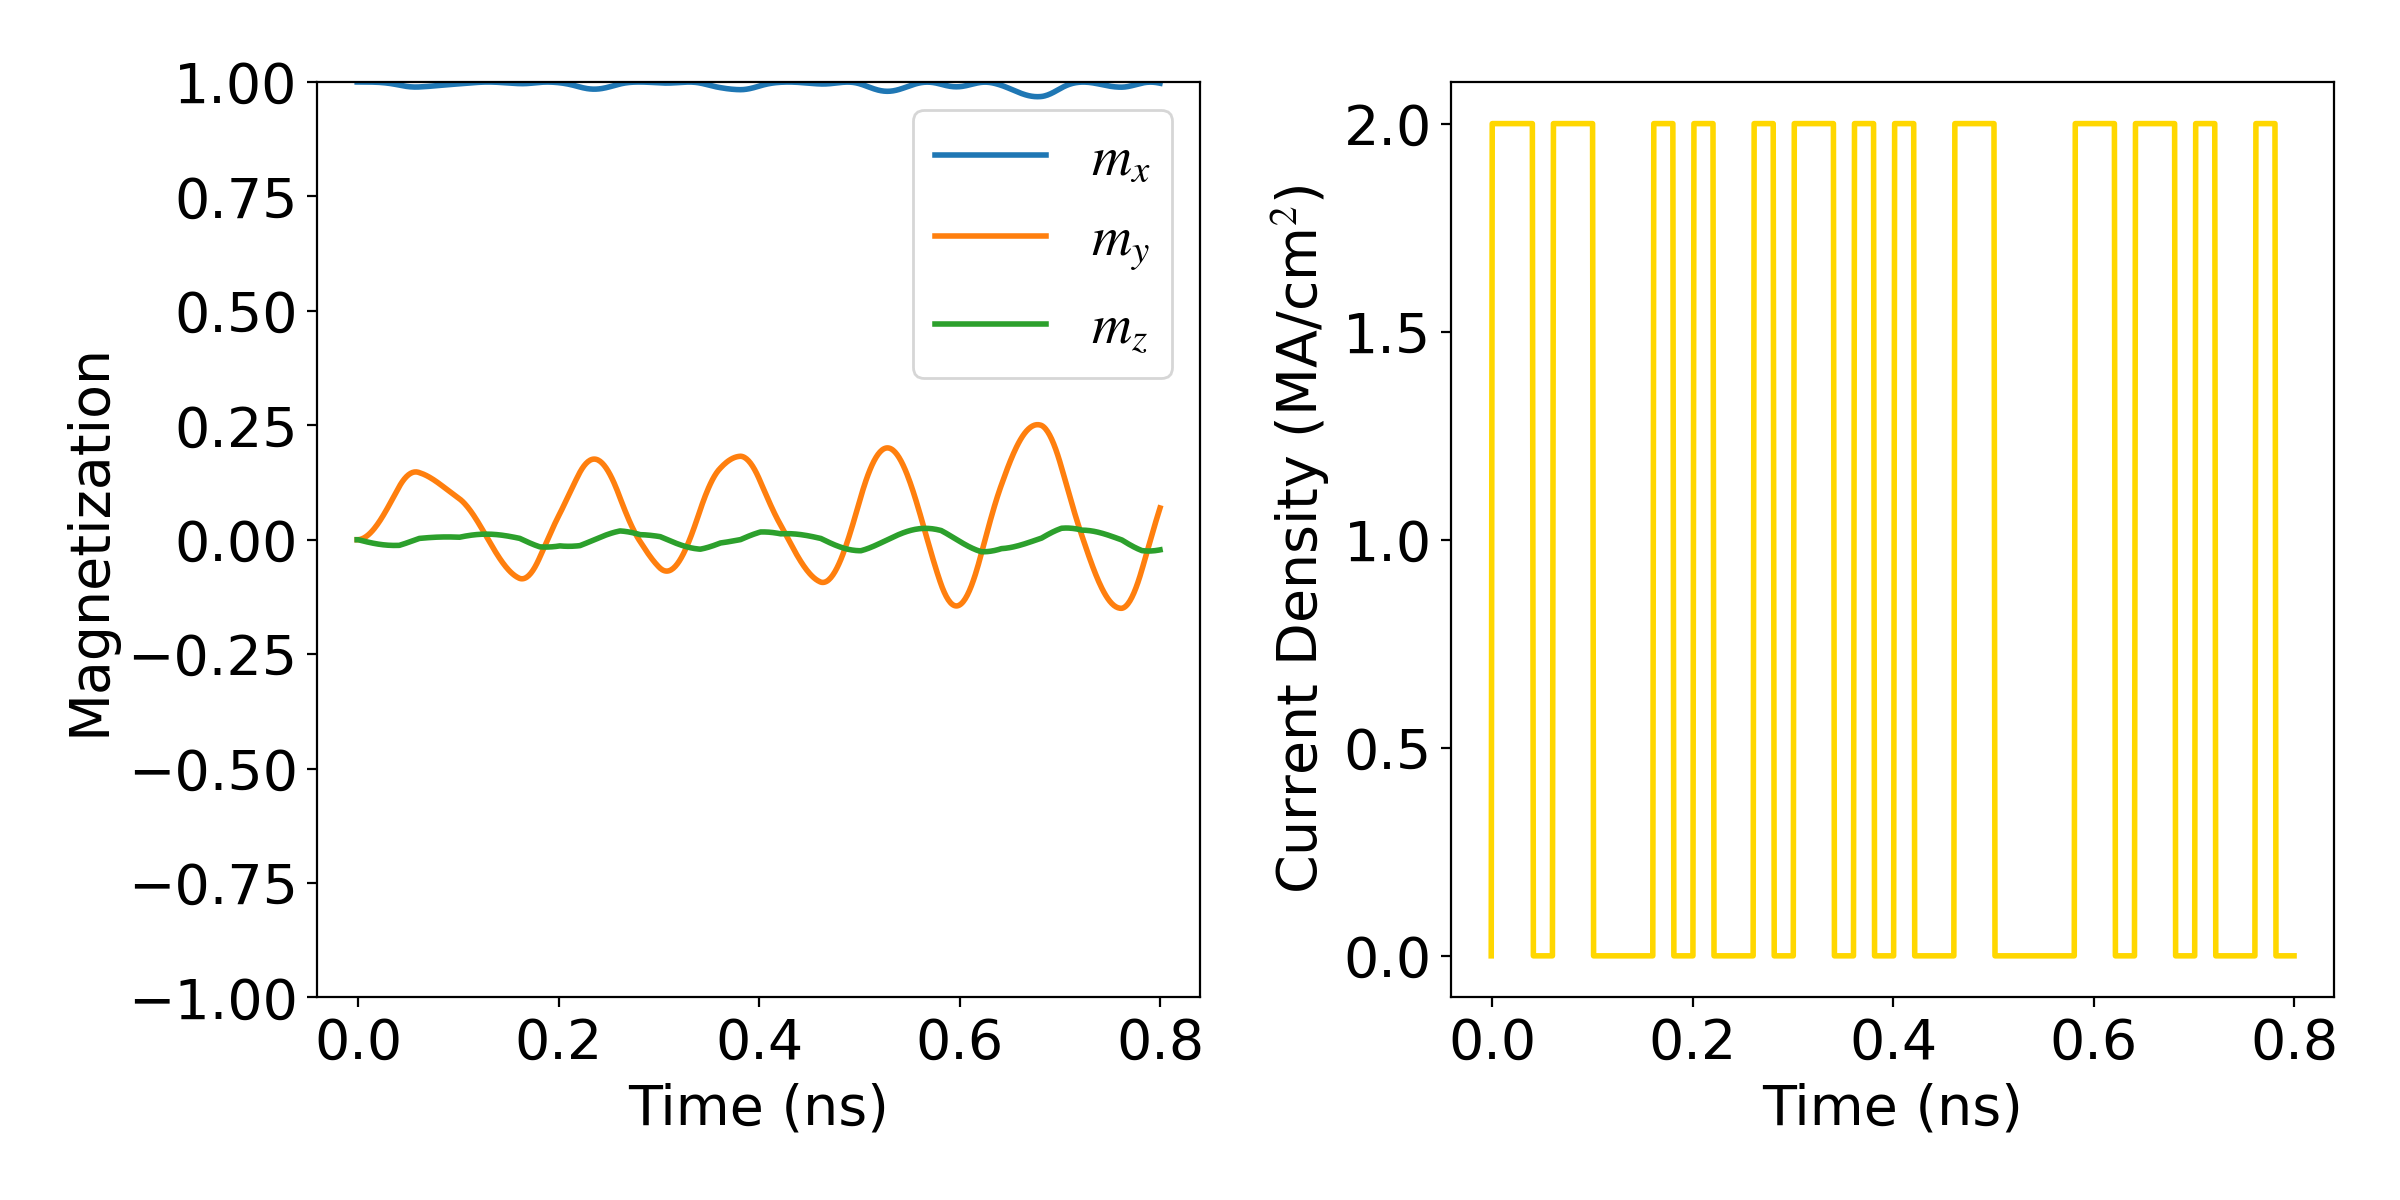 1.00
0.75
0.50
0.25
0.00
−0.25
−0.50
−0.75
−1.00
Magnetization
0.0 0.2 0.4 0.6 0.8
Time (ns)
m_x
m_y
m_z
2.0
1.5
1.0
0.5
0.0
Current Density (MA/cm²)
0.0 0.2 0.4 0.6 0.8
Time (ns)